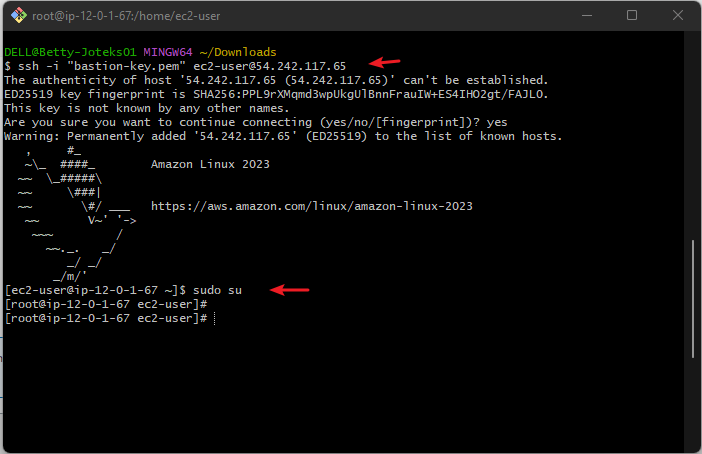 root@ip-12-0-1-67:/home/ec2-user
DELL@Betty-Joteks01 MINGW64 ~/Downloads
$ ssh -i "bastion-key.pem" ec2-user@54.242.117.65
The authenticity of host '54.242.117.65 (54.242.117.65)' can't be established.
ED25519 key fingerprint is SHA256:PPL9rXMqmd3wpUkgUlBnnFrauIW+ES4IHO2gt/FAJLO.
This key is not known by any other names.
Are you sure you want to continue connecting (yes/no/[fingerprint])? yes
Warning: Permanently added '54.242.117.65' (ED25519) to the list of known hosts.
   ,     #_
   ~\_  ####_        Amazon Linux 2023
  ~~  \_#####\
  ~~     \###|
  ~~       \#/ ___   https://aws.amazon.com/linux/amazon-linux-2023
   ~~       V~' '->
    ~~~         /
      ~~._.   _/
         _/ _/
       _/m/'
[ec2-user@ip-12-0-1-67 ~]$ sudo su
[root@ip-12-0-1-67 ec2-user]#
[root@ip-12-0-1-67 ec2-user]#